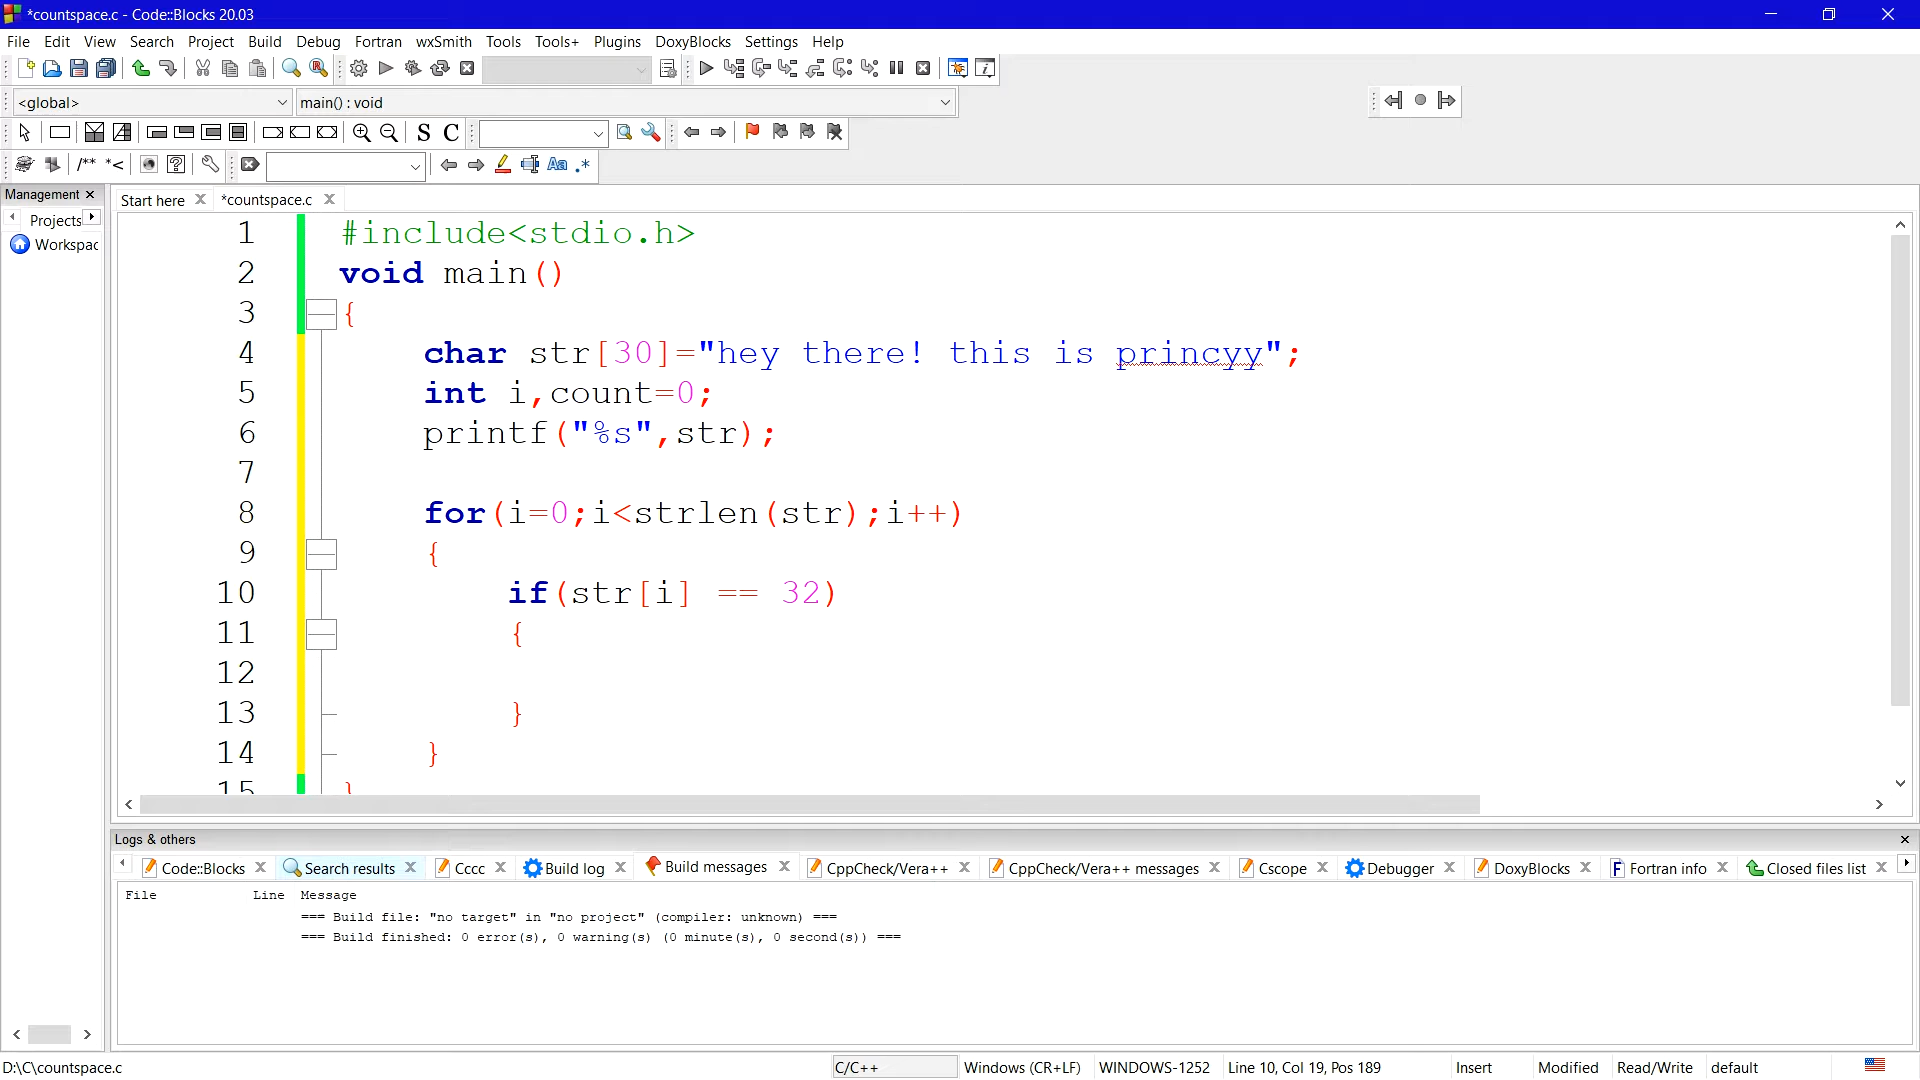 *countspace.c - Code::Blocks 20.03
File Edit View Search Project Build Debug Fortran wxSmith Tools Tools+ Plugins DoxyBlocks Settings Help
<global> main() : void
S C
/** *< Aa .*
Management
Start here *countspace.c
Projects
Workspac
1 #include<stdio.h>
2 void main()
3 {
4 char str[30]="hey there! this is princyy";
5 int i,count=0;
6 printf("%s",str);
7
8 for(i=0;i<strlen(str);i++)
9 {
10 if(str[i] == 32)
11 {
12
13 }
14 }
15 }
Logs & others
Code::Blocks Search results Cccc Build log Build messages CppCheck/Vera++ CppCheck/Vera++ messages Cscope Debugger DoxyBlocks Fortran info Closed files list
File Line Message
=== Build file: "no target" in "no project" (compiler: unknown) ===
=== Build finished: 0 error(s), 0 warning(s) (0 minute(s), 0 second(s)) ===
D:\C\countspace.c C/C++ Windows (CR+LF) WINDOWS-1252 Line 10, Col 19, Pos 189 Insert Modified Read/Write default